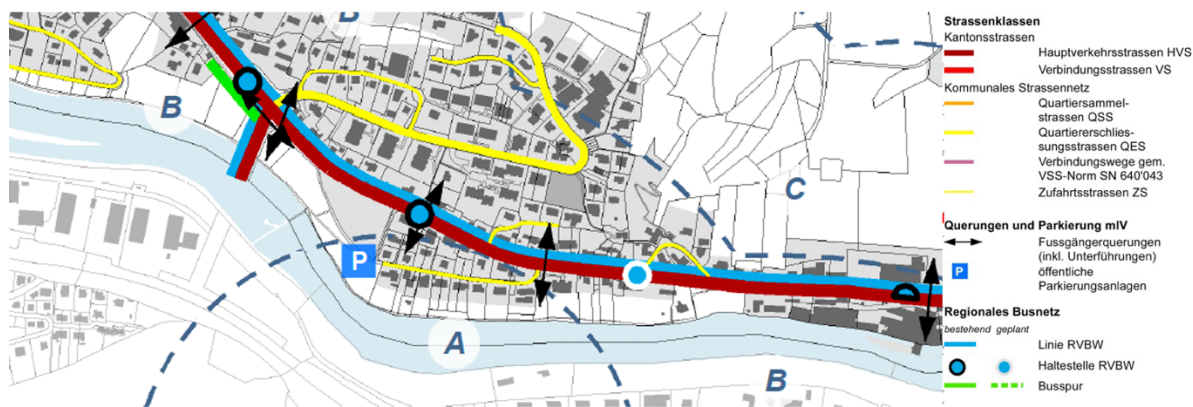 B
B
C
P
A
B
Strassenklassen
Kantonsstrassen
Hauptverkehrsstrassen HVS
Verbindungsstrassen VS
Kommunales Strassennetz
Quartiersammel-
strassen QSS
Quartiererschlies-
sungsstrassen QES
Verbindungswege gem.
VSS-Norm SN 640'043
Zufahrtsstrassen ZS
Querungen und Parkierung mIV
Fussgängerquerungen
(inkl. Unterführungen)
P
öffentliche
Parkierungsanlagen
Regionales Busnetz
bestehend geplant
Linie RVBW
Haltestelle RVBW
Busspur